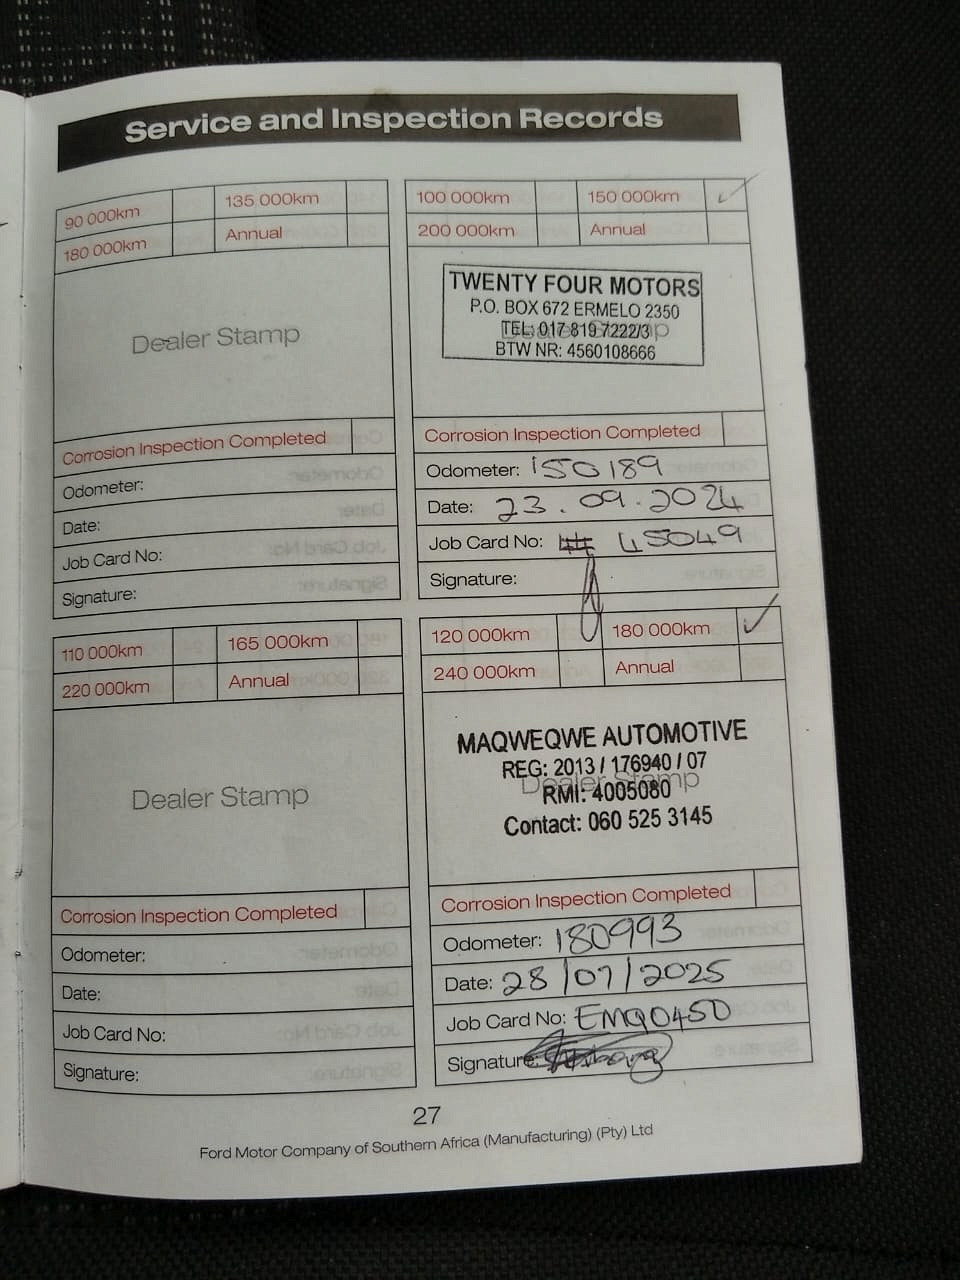 Service and Inspection Records
90 000km 135 000km
180 000km Annual
Dealer Stamp
Corrosion Inspection Completed
Odometer:
Date:
Job Card No:
Signature:
100 000km 150 000km ✓
200 000km Annual
TWENTY FOUR MOTORS
P.O. BOX 672 ERMELO 2350
TEL: 017 819 7222/3
BTW NR: 4560108666
Dealer Stamp
Corrosion Inspection Completed
Odometer: 150189
Date: 23.09.2024
Job Card No: 45049
Signature:
110 000km 165 000km
220 000km Annual
Dealer Stamp
Corrosion Inspection Completed
Odometer:
Date:
Job Card No:
Signature:
120 000km 180 000km ✓
240 000km Annual
MAQWEQWE AUTOMOTIVE
REG: 2013 / 176940 / 07
Dealer Stamp
RMI: 4005080
Contact: 060 525 3145
Corrosion Inspection Completed
Odometer: 180993
Date: 28/07/2025
Job Card No: EMQ045D
Signature:
27
Ford Motor Company of Southern Africa (Manufacturing) (Pty) Ltd